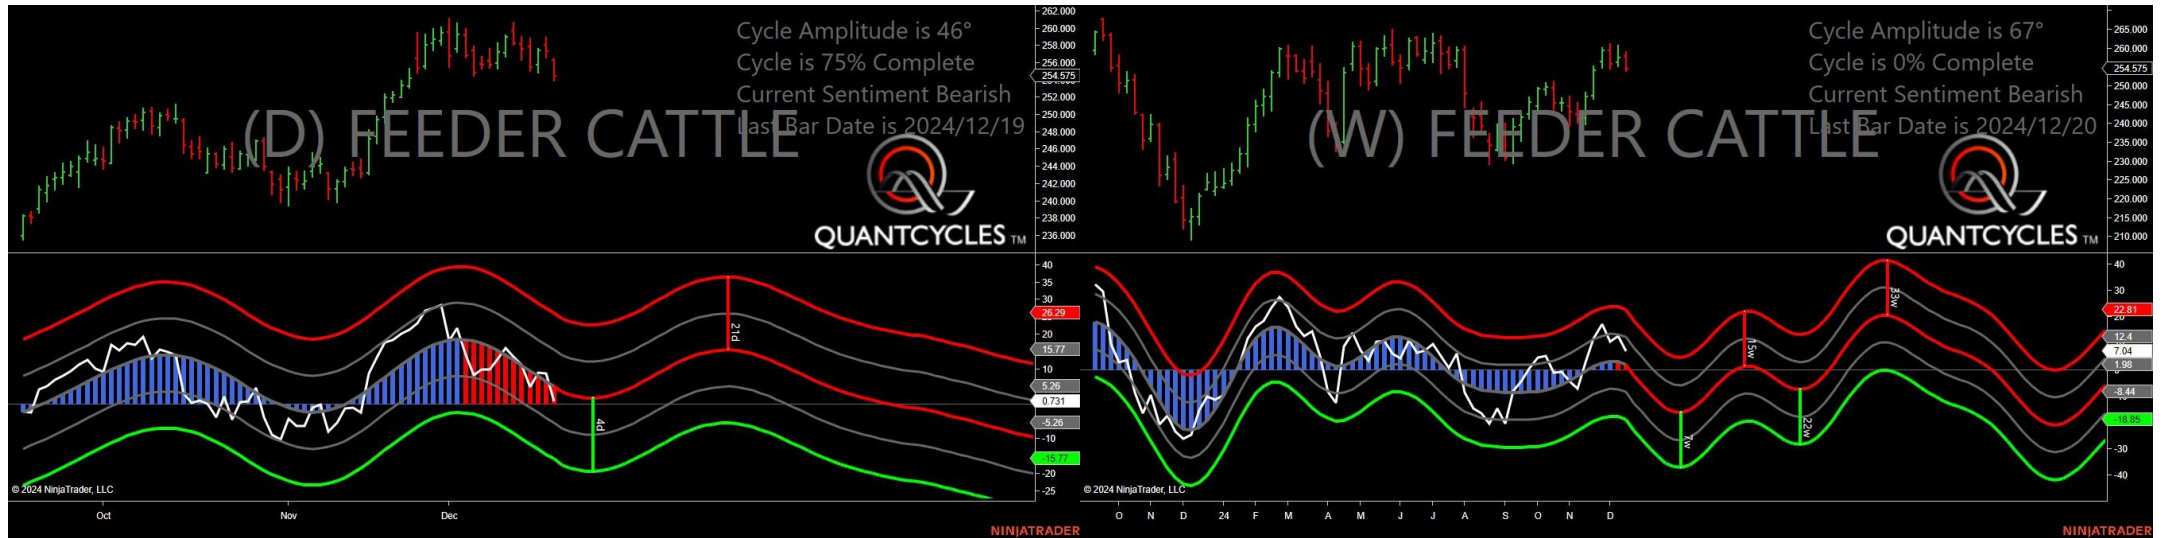 Cycle Amplitude is 46°
Cycle is 75% Complete
Current Sentiment Bearish
Last Bar Date is 2024/12/19
(D) FEEDER CATTLE
QUANTCYCLES TM
262.000
260.000
258.000
256.000
254.575
252.000
250.000
248.000
246.000
244.000
242.000
240.000
238.000
236.000
40
35
30
26.29
20
15.77
10
5.26
0.731
-5.26
-10
-15.77
-20
-25
21d
4d
© 2024 NinjaTrader, LLC
Oct Nov Dec
NINJATRADER
Cycle Amplitude is 67°
Cycle is 0% Complete
Current Sentiment Bearish
Last Bar Date is 2024/12/20
(W) FEEDER CATTLE
QUANTCYCLES TM
265.000
260.000
254.575
250.000
245.000
240.000
235.000
230.000
225.000
220.000
215.000
210.000
40
30
22.81
12.4
7.04
1.98
-8.44
-18.85
-30
-40
7w
15w
22w
33w
© 2024 NinjaTrader, LLC
O N D 24 F M A M J J A S O N D
NINJATRADER